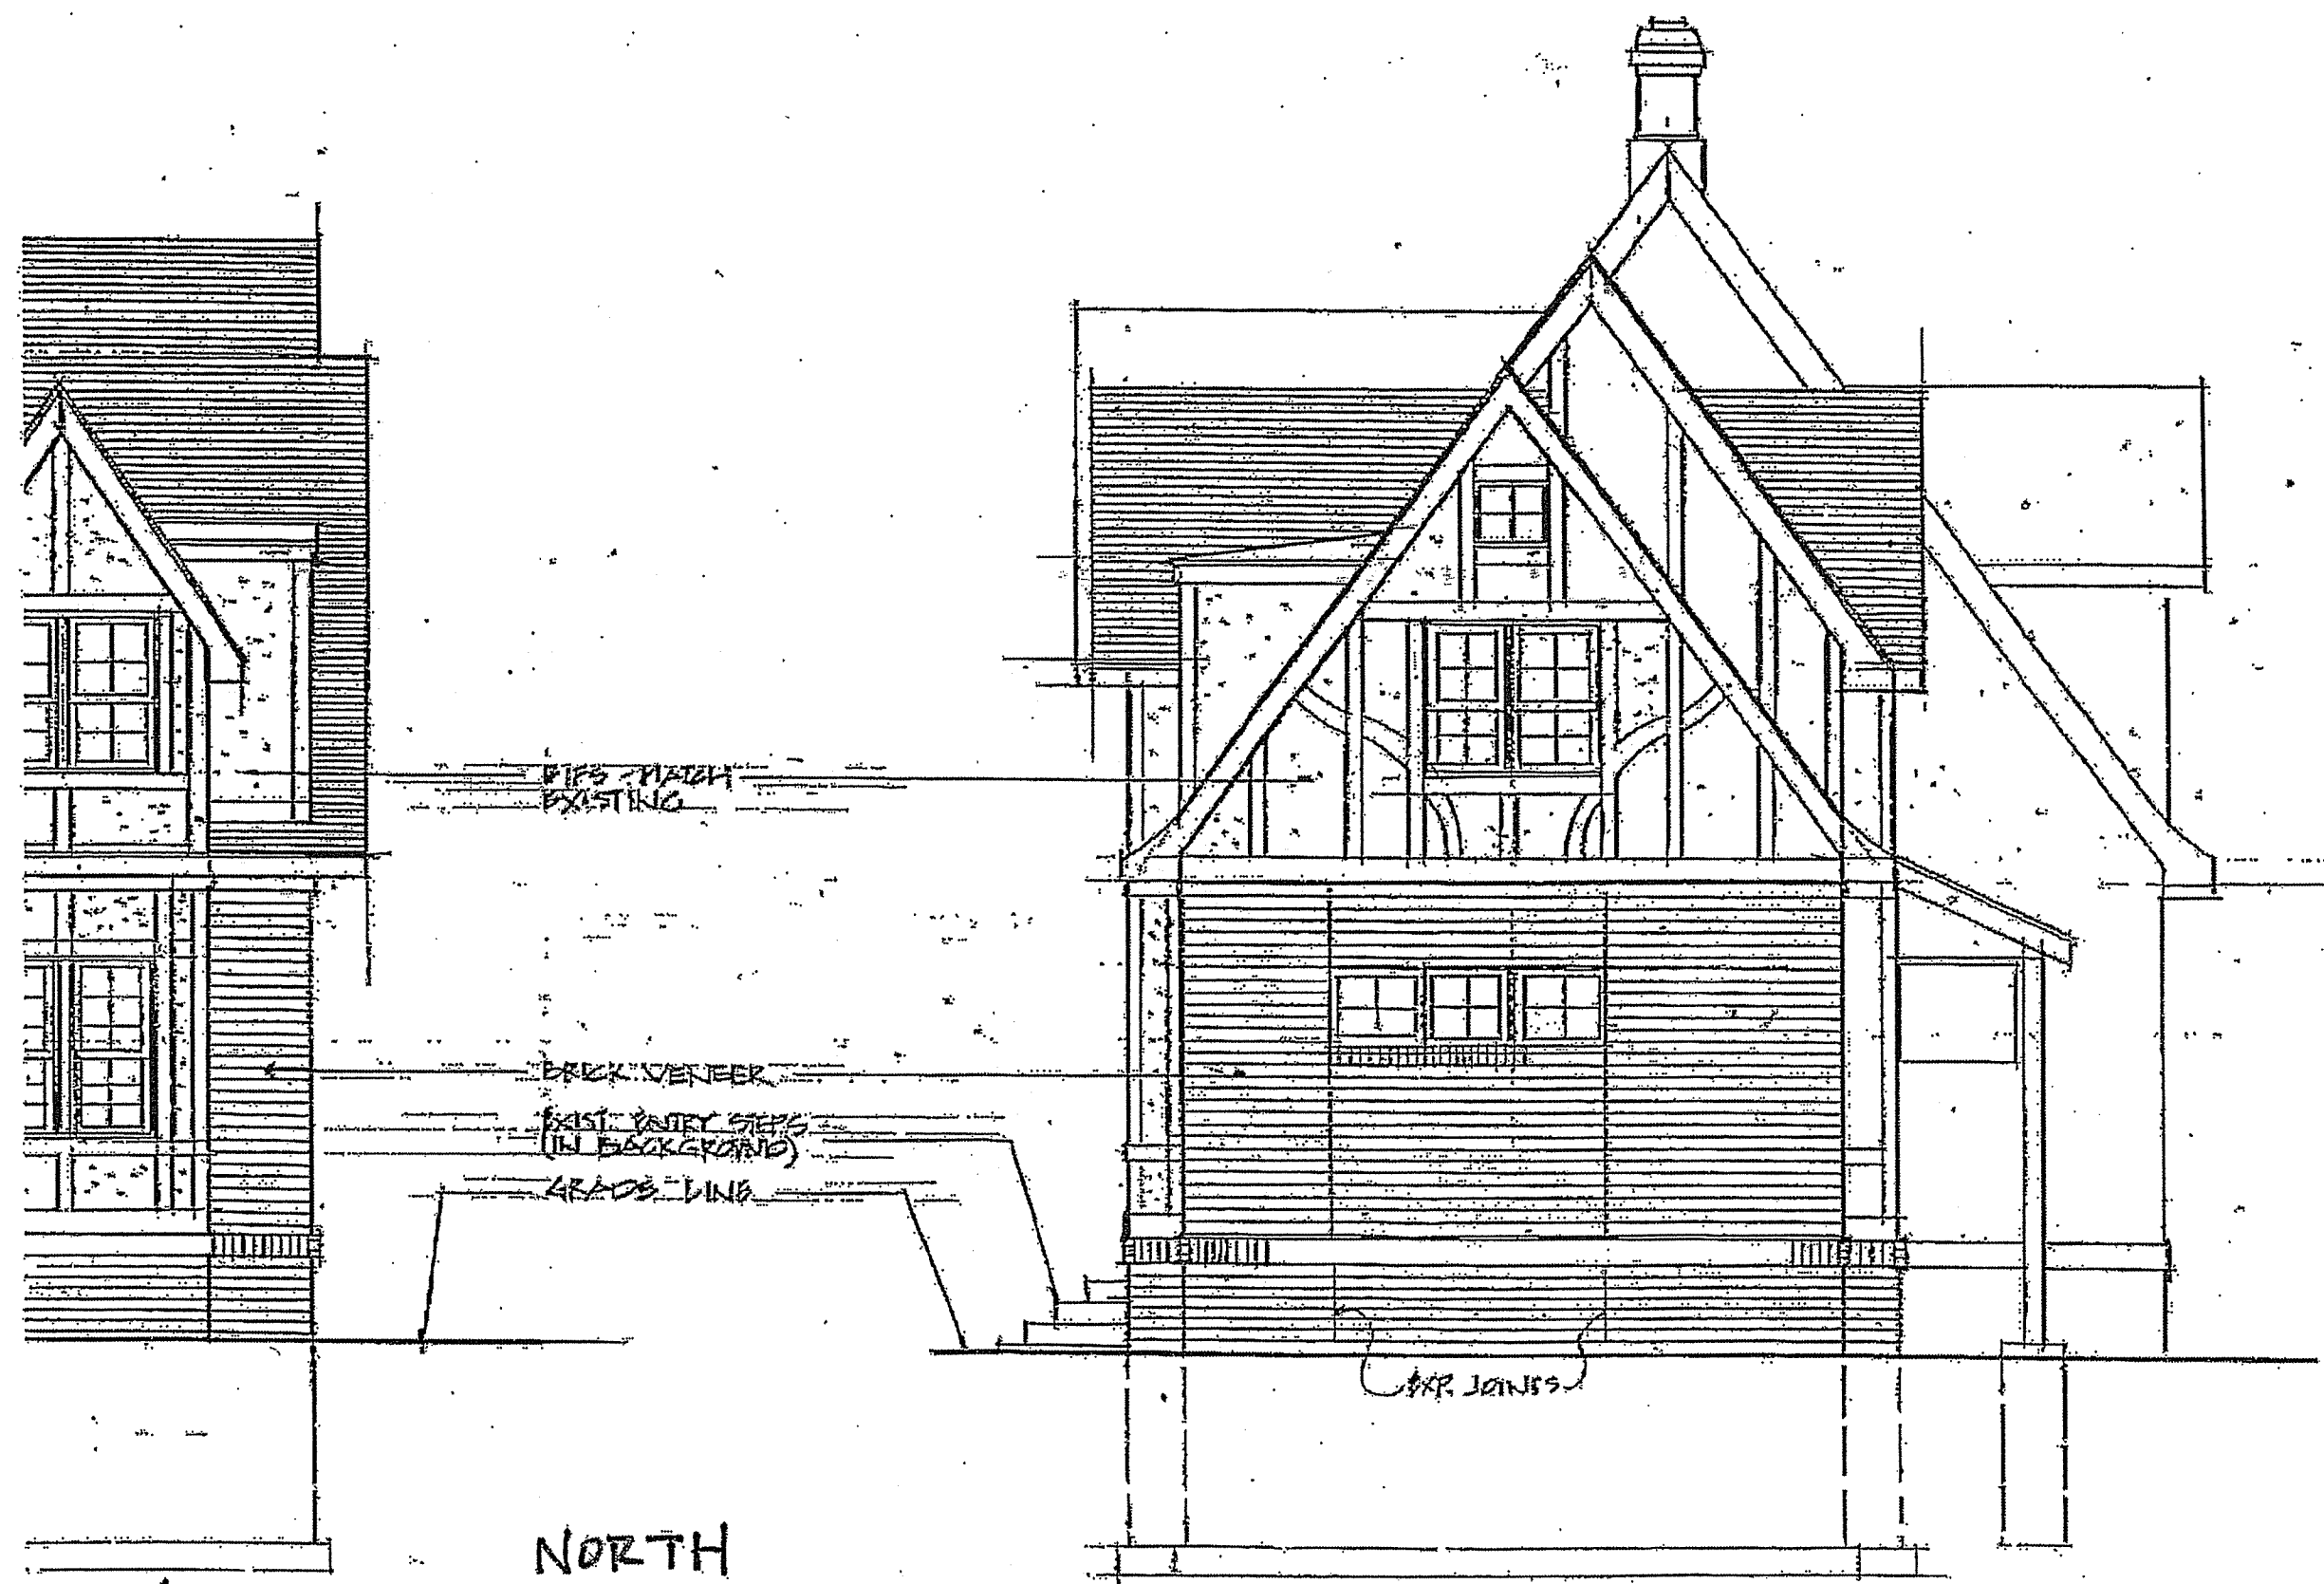 EIFS - MATCH
EXISTING
BRICK VENEER
EXIST. ENTRY STEPS
(IN BACKGROUND)
GRADE LINE
EXP. JOINTS
NORTH